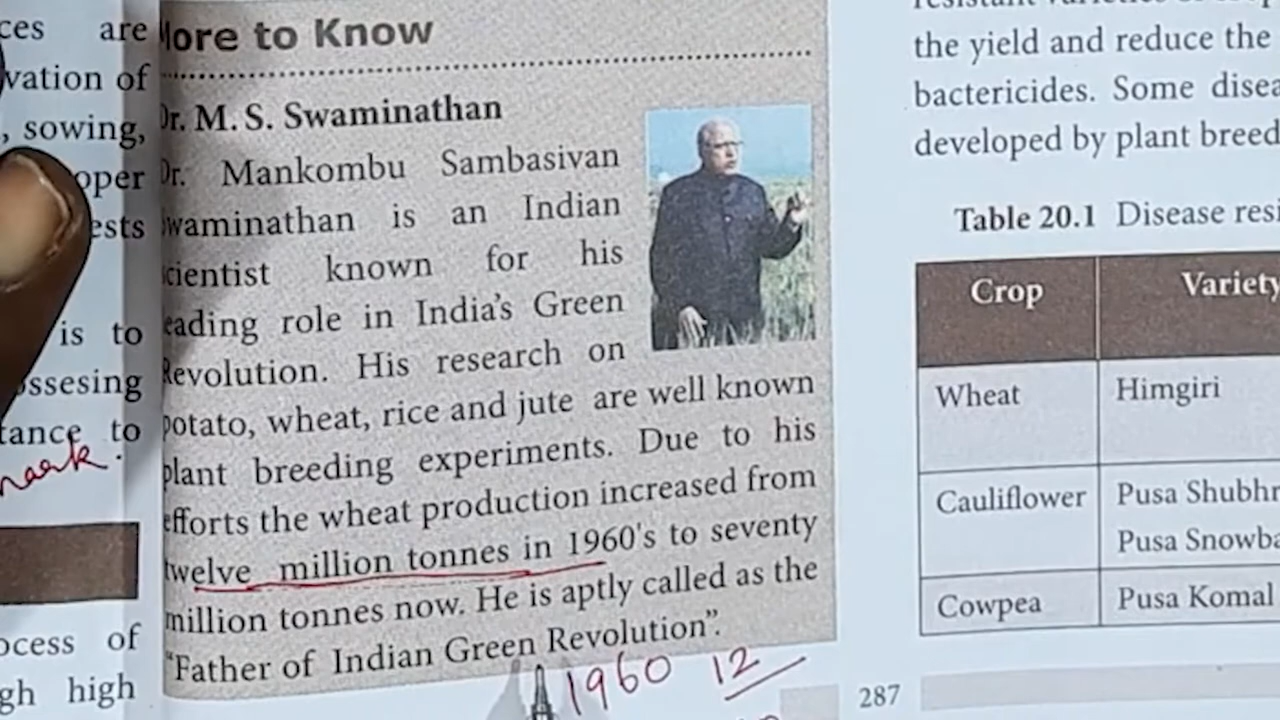 ces are
vation of
, sowing,
oper
ests
is to
ossesing
tance to
mark.
ocess of
gh high
More to Know
Dr. M. S. Swaminathan
Dr. Mankombu Sambasivan
Swaminathan is an Indian
scientist known for his
leading role in India's Green
Revolution. His research on
potato, wheat, rice and jute are well known
plant breeding experiments. Due to his
efforts the wheat production increased from
twelve million tonnes in 1960's to seventy
million tonnes now. He is aptly called as the
"Father of Indian Green Revolution".
1960 12
the yield and reduce the
bactericides. Some disea
developed by plant breed
Table 20.1 Disease resi
Crop Variety
Wheat Himgiri
Cauliflower Pusa Shubhr
Pusa Snowba
Cowpea Pusa Komal
287